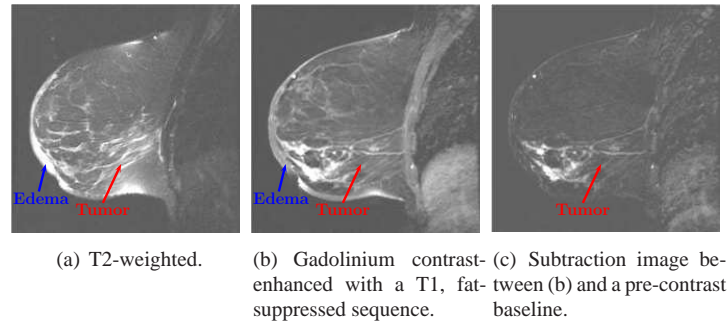 Edema
Tumor
Edema
Tumor
Tumor
(a) T2-weighted.
(b) Gadolinium contrast-
enhanced with a T1, fat-
suppressed sequence.
(c) Subtraction image be-
tween (b) and a pre-contrast
baseline.